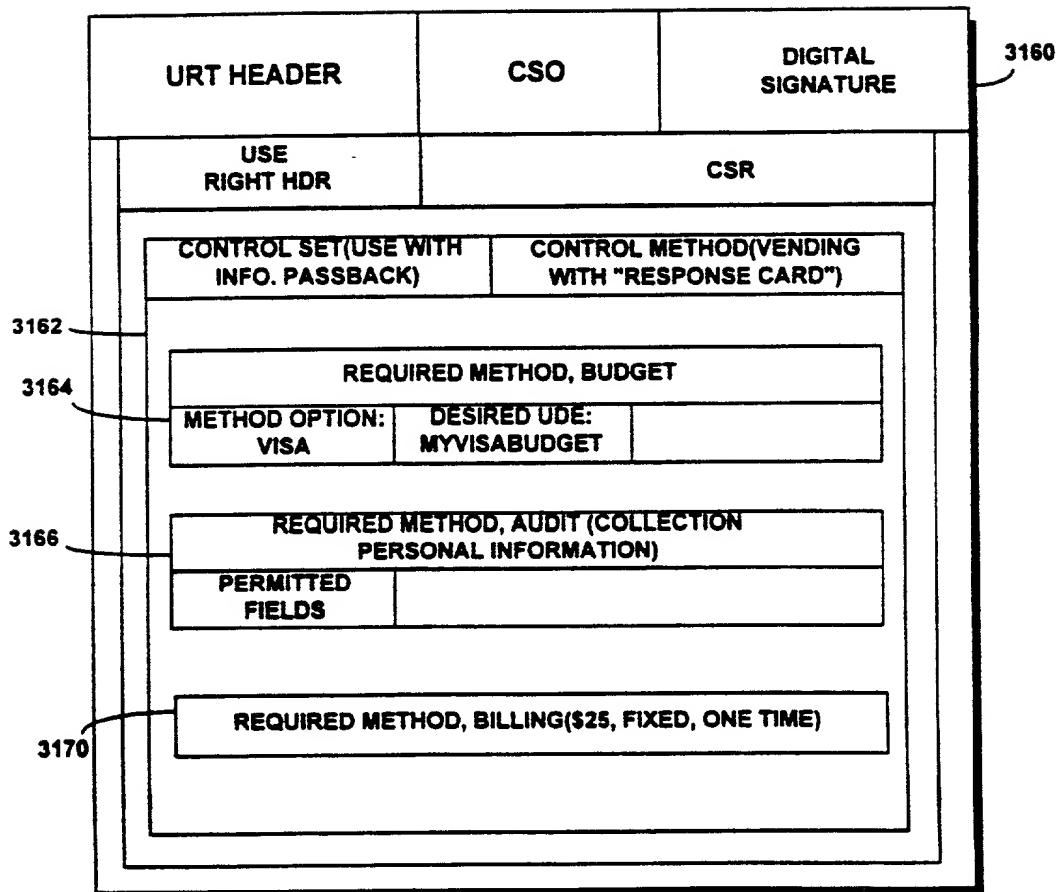 URT HEADER
CSO
DIGITAL
SIGNATURE
3160
USE
RIGHT HDR
CSR
CONTROL SET(USE WITH
INFO. PASSBACK)
CONTROL METHOD(VENDING
WITH "RESPONSE CARD")
3162
REQUIRED METHOD, BUDGET
3164
METHOD OPTION:
VISA
DESIRED UDE:
MYVISABUDGET
REQUIRED METHOD, AUDIT (COLLECTION
PERSONAL INFORMATION)
3166
PERMITTED
FIELDS
REQUIRED METHOD, BILLING($25, FIXED, ONE TIME)
3170